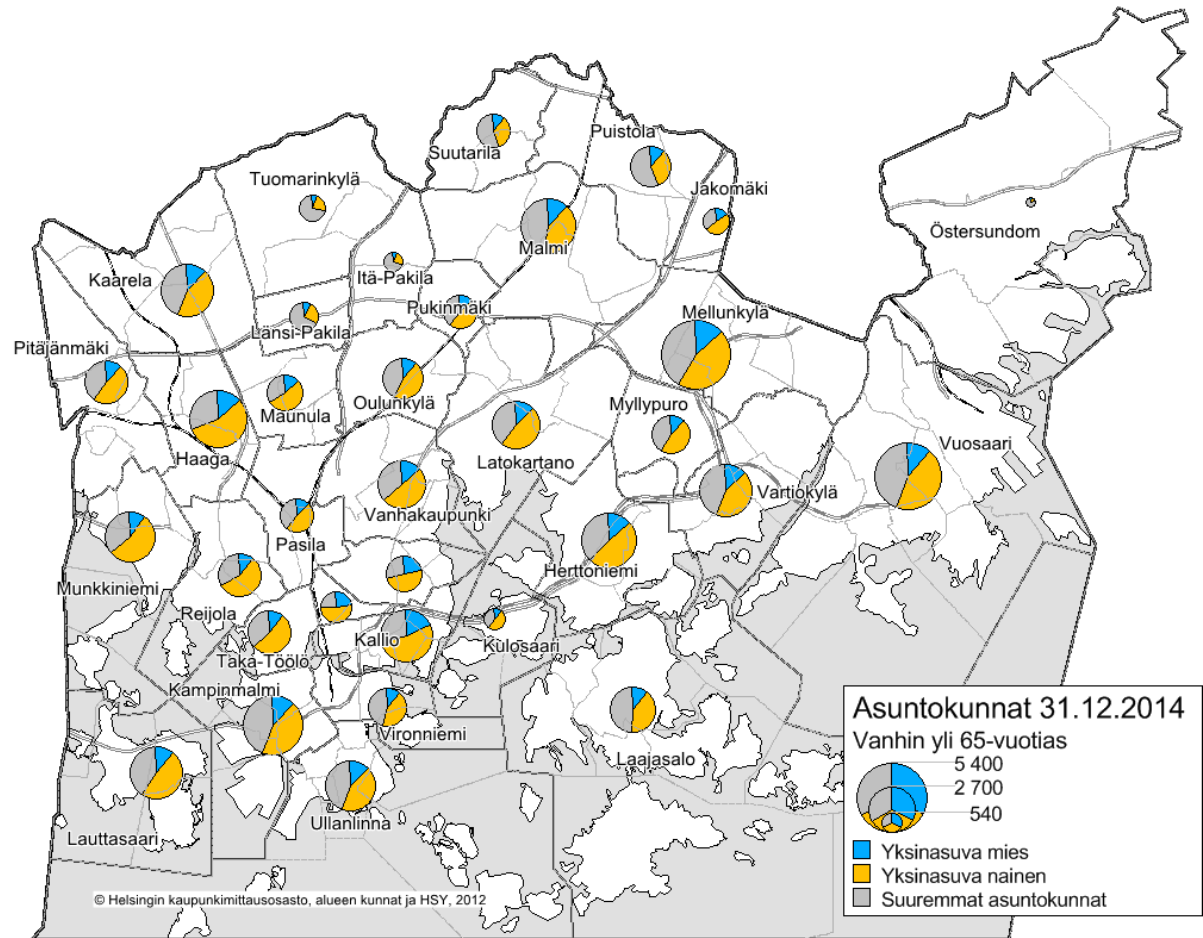 Suutarila
Puistola
Tuomarinkylä
Jakomäki
Östersundom
Malmi
Itä-Pakila
Kaarela
Pukinmäki
Länsi-Pakila
Mellunkylä
Pitäjänmäki
Maunula
Oulunkylä
Myllypuro
Vuosaari
Haaga
Latokartano
Vartiokylä
Vanhakaupunki
Pasila
Herttoniemi
Munkkiniemi
Reijola
Kallio
Kulosaari
Taka-Töölö
Kampinmalmi
Vironniemi
Laajasalo
Ullanlinna
Lauttasaari
Asuntokunnat 31.12.2014
Vanhin yli 65-vuotias
5 400
2 700
540
Yksinasuva mies
Yksinasuva nainen
Suuremmat asuntokunnat
© Helsingin kaupunkimittausosasto, alueen kunnat ja HSY, 2012